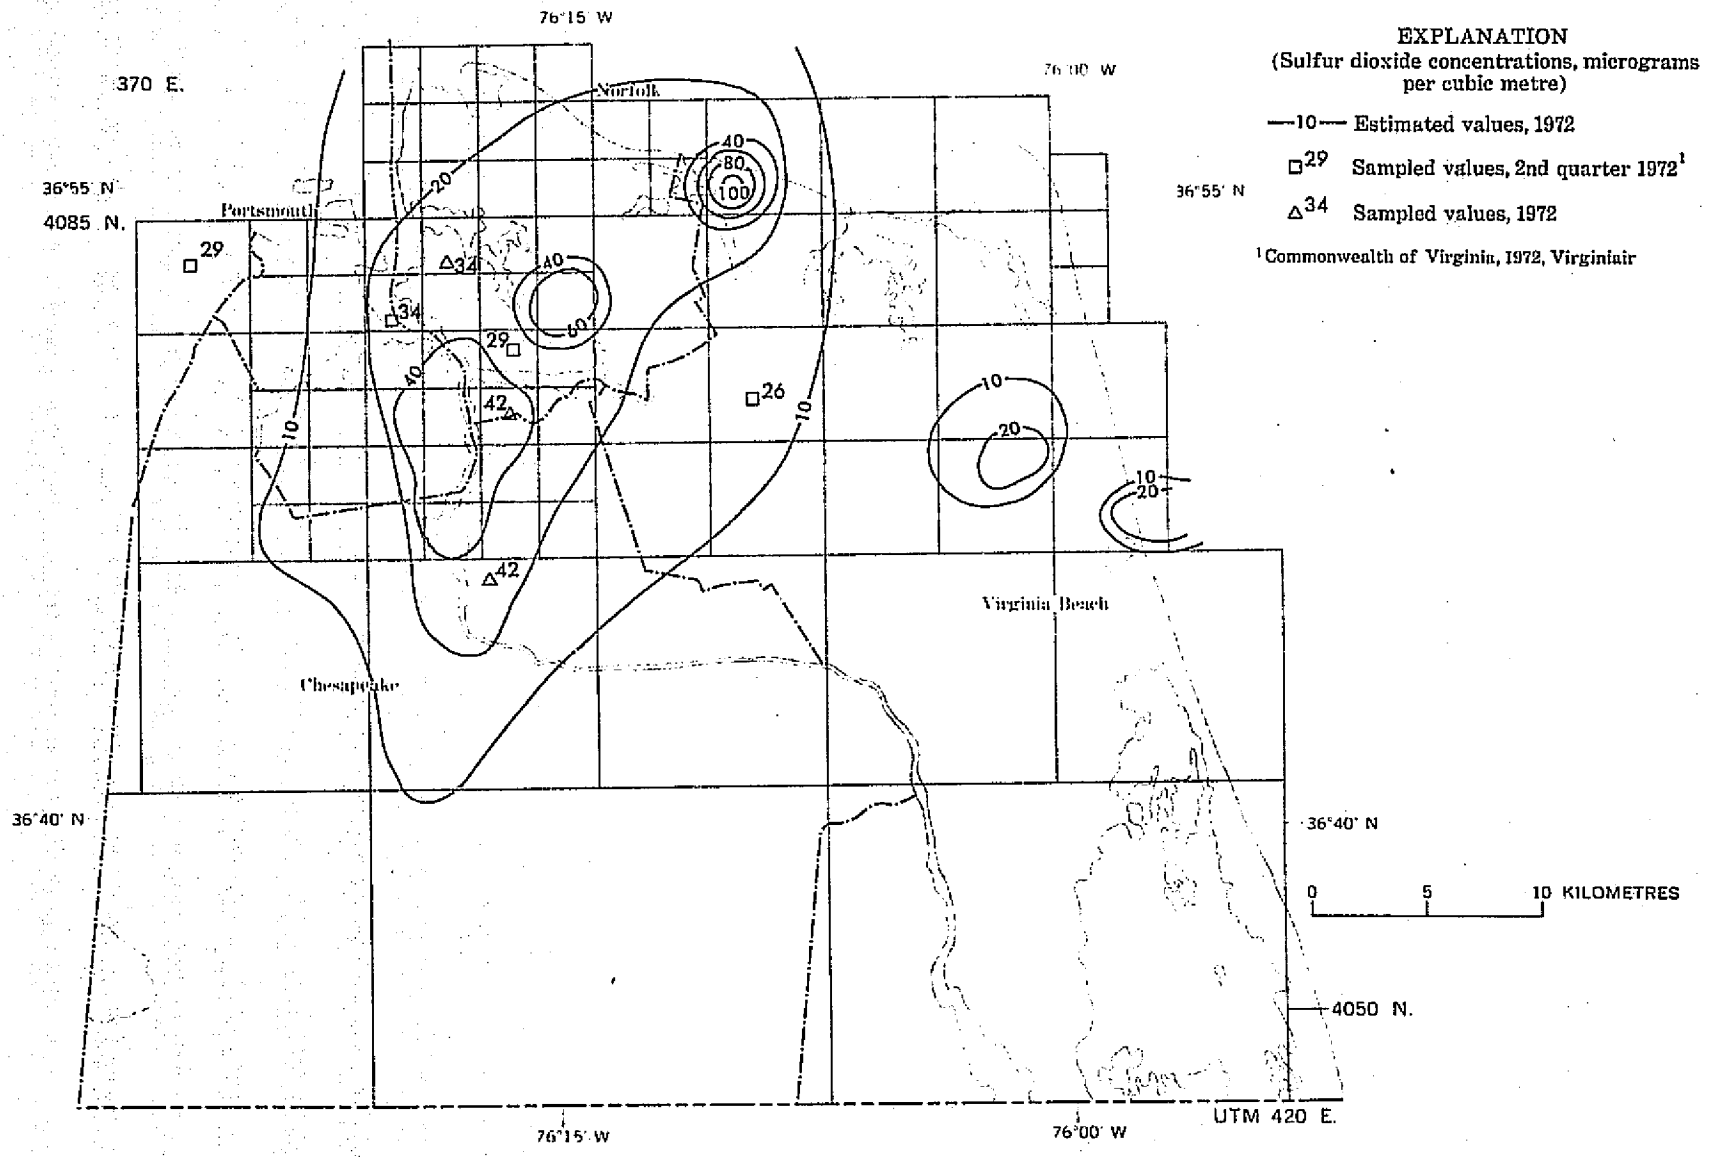 76°15' W
EXPLANATION
(Sulfur dioxide concentrations, micrograms
per cubic metre)
—10— Estimated values, 1972
□29 Sampled values, 2nd quarter 1972¹
△34 Sampled values, 1972
¹Commonwealth of Virginia, 1972, Virginiair
370 E.
76°00' W
Norfolk
40
80
100
20
36°55' N
36°55' N
Portsmouth
4085 N.
29
34
40
34
60
29
40
42
26
10
10
10
20
10
20
42
Virginia Beach
Chesapeake
36°40' N
36°40' N
0 5 10 KILOMETRES
4050 N.
UTM 420 E.
76°15' W
76°00' W